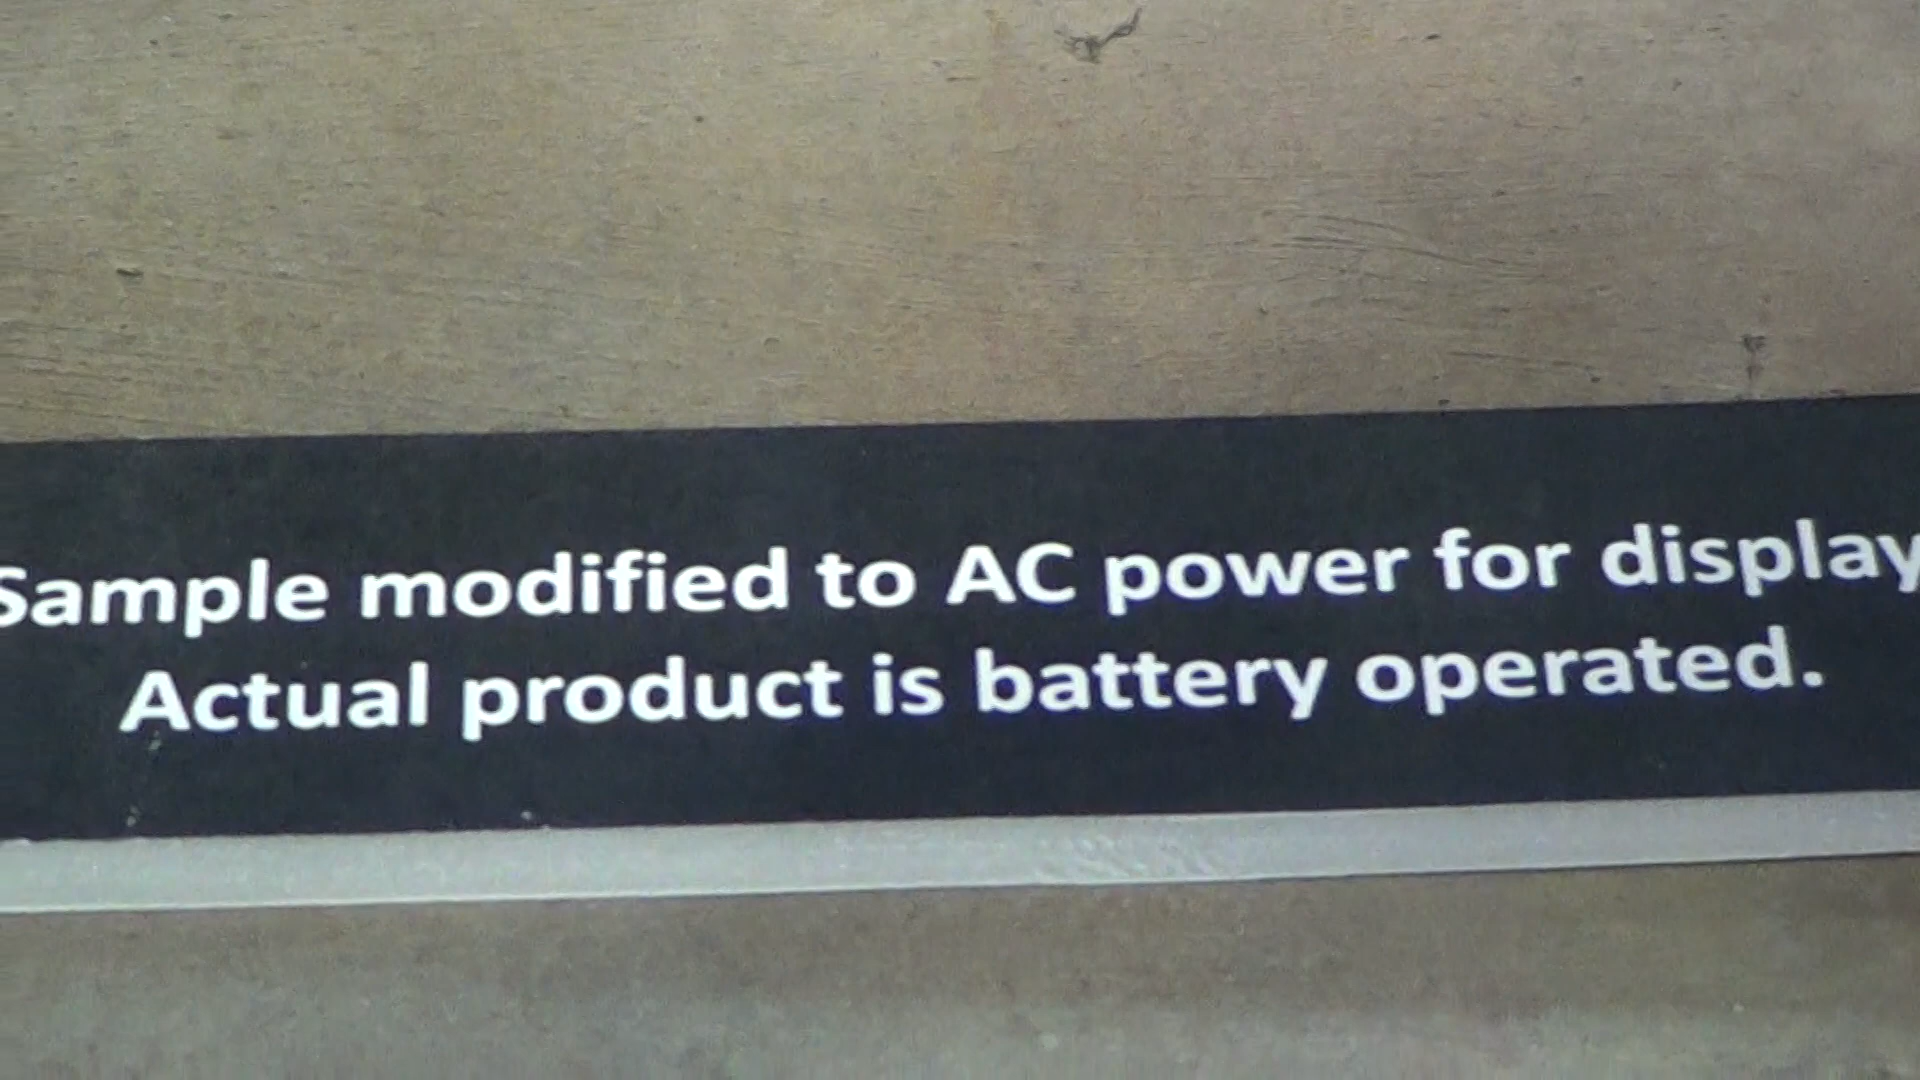 Sample modified to AC power for display
Actual product is battery operated.